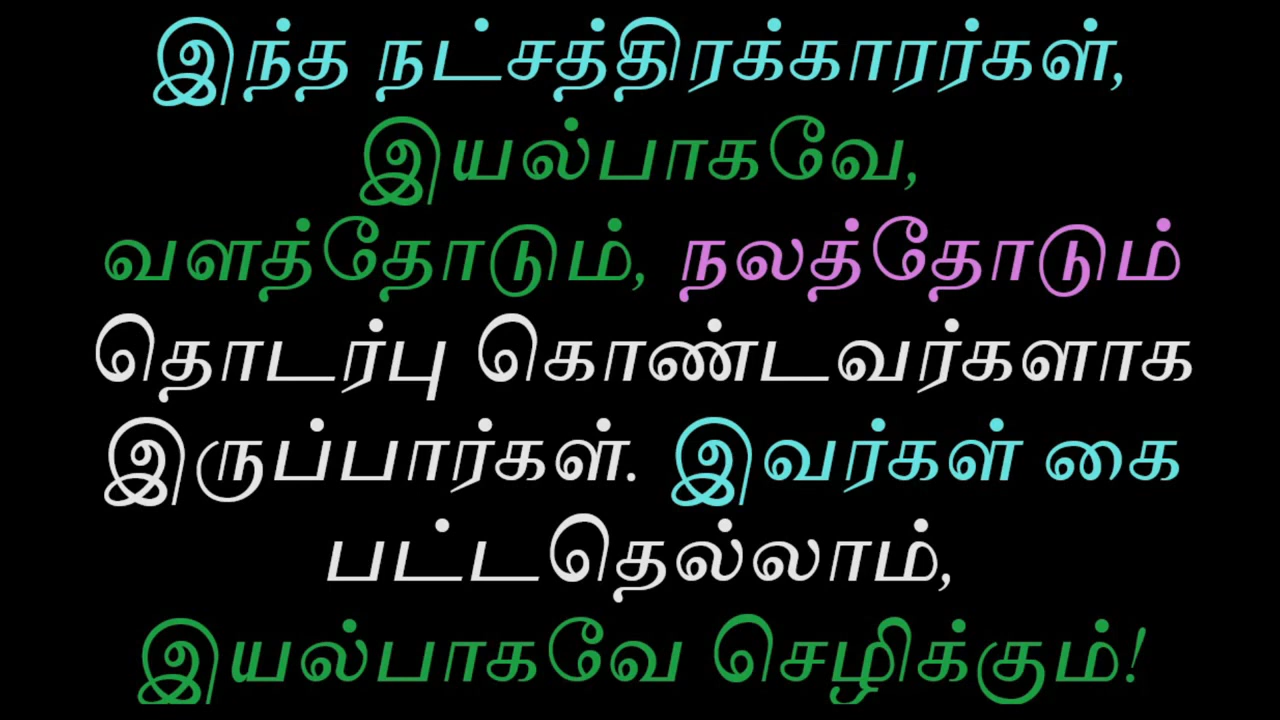 இந்த நட்சத்திரக்காரர்கள்,
இயல்பாகவே,
வளத்தோடும், நலத்தோடும்
தொடர்பு கொண்டவர்களாக
இருப்பார்கள். இவர்கள் கை
பட்டதெல்லாம்,
இயல்பாகவே செழிக்கும்!